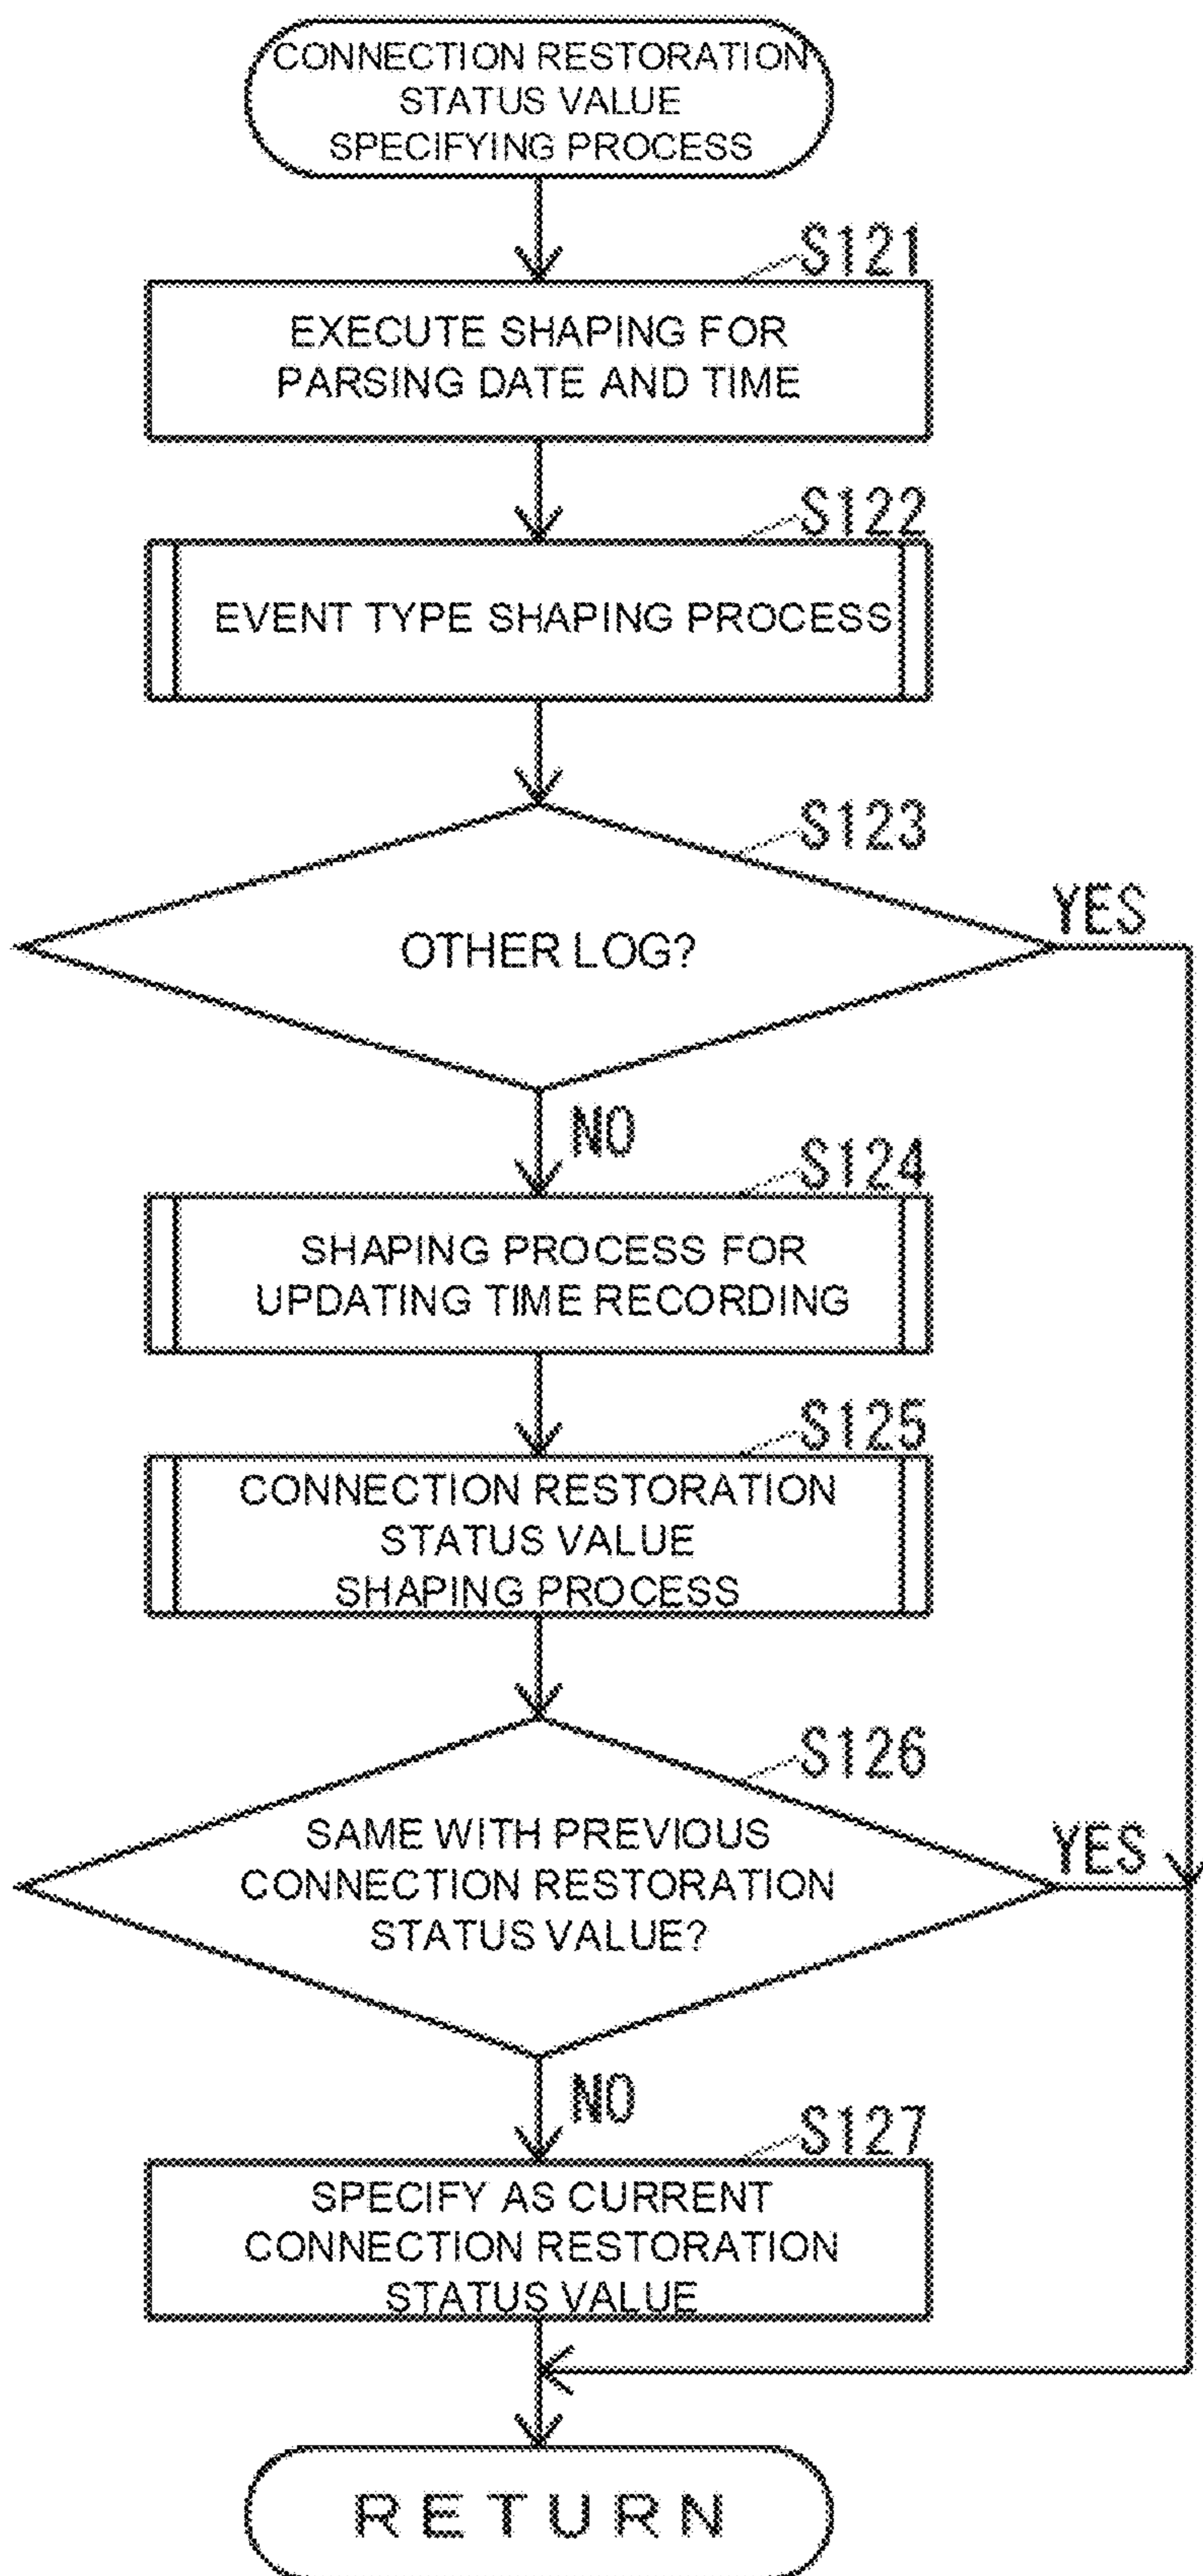 CONNECTION RESTORATION
STATUS VALUE
SPECIFYING PROCESS
S121
EXECUTE SHAPING FOR
PARSING DATE AND TIME
S122
EVENT TYPE SHAPING PROCESS
S123
YES
OTHER LOG?
NO
S124
SHAPING PROCESS FOR
UPDATING TIME RECORDING
S125
CONNECTION RESTORATION
STATUS VALUE
SHAPING PROCESS
S126
YES
SAME WITH PREVIOUS
CONNECTION RESTORATION
STATUS VALUE?
NO
S127
SPECIFY AS CURRENT
CONNECTION RESTORATION
STATUS VALUE
RETURN